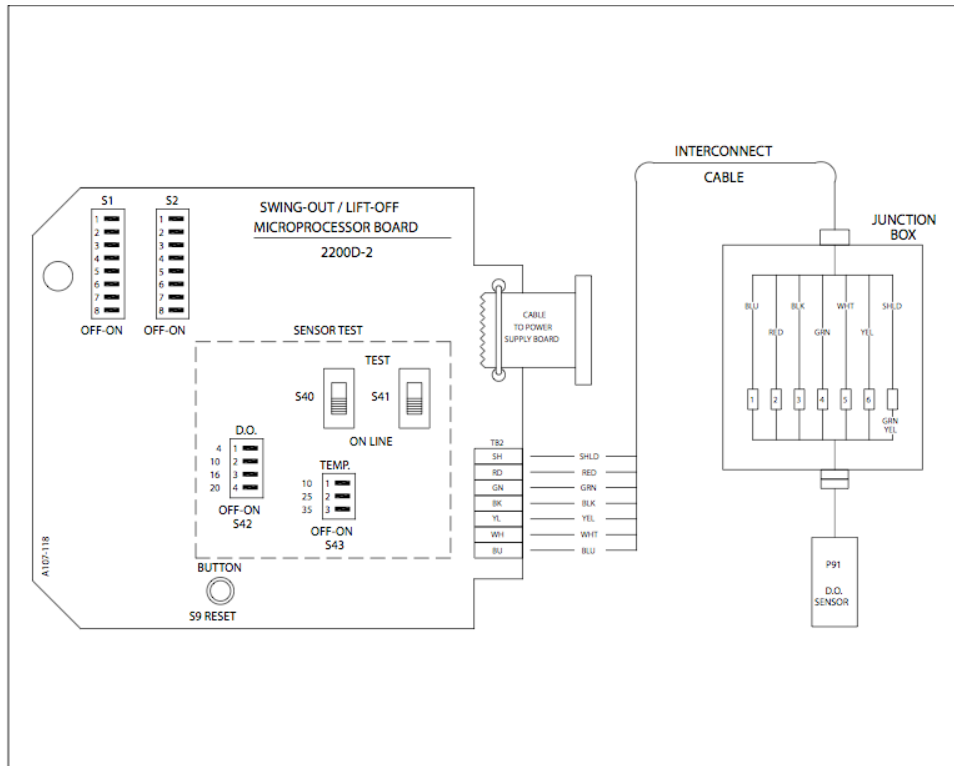 INTERCONNECT
CABLE
JUNCTION
BOX
BLU
BLK
WHT
SHLD
RED
GRN
YEL
1
2
3
4
5
6
GRN
YEL
P91
D.O.
SENSOR
S1
S2
1
2
3
4
5
6
7
8
1
2
3
4
5
6
7
8
OFF-ON
OFF-ON
SWING-OUT / LIFT-OFF
MICROPROCESSOR BOARD
2200D-2
CABLE
TO POWER
SUPPLY BOARD
SENSOR TEST
TEST
S40
S41
ON LINE
D.O.
4 1
10 2
16 3
20 4
OFF-ON
S42
TEMP.
10 1
25 2
35 3
OFF-ON
S43
TB2
SH SHLD
RD RED
GN GRN
BK BLK
YL YEL
WH WHT
BU BLU
BUTTON
S9 RESET
A107-118